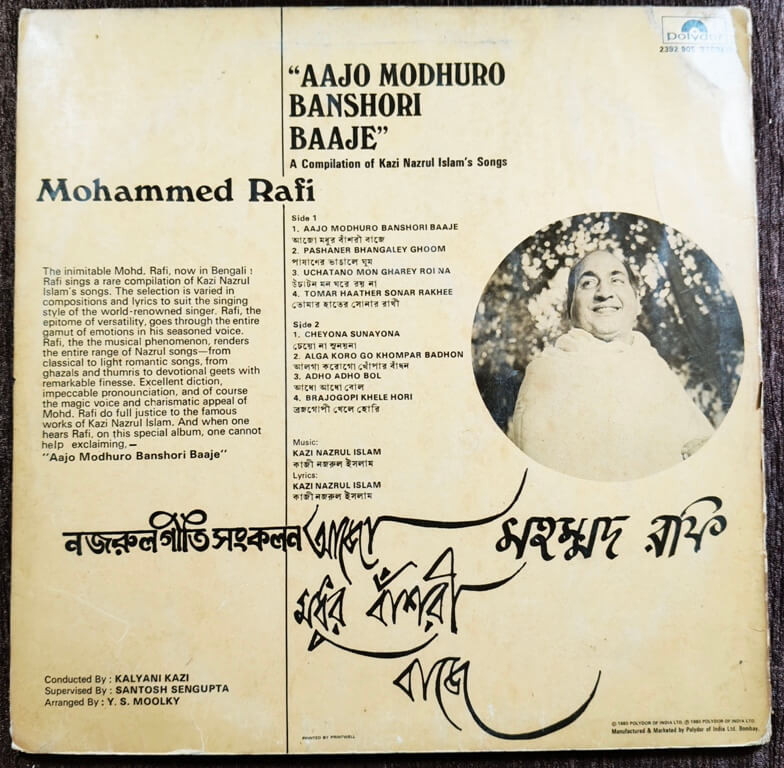 polydor
2392 905
"AAJO MODHURO
BANSHORI
BAAJE"
A Compilation of Kazi Nazrul Islam's Songs
Mohammed Rafi
Side 1
1. AAJO MODHURO BANSHORI BAAJE
আজো মধুর বাঁশরী বাজে
2. PASHANER BHANGALEY GHOOM
পাষাণের ভাঙালে ঘুম
3. UCHATANO MON GHAREY ROI NA
উচাটন মন ঘরে রয় না
4. TOMAR HAATHER SONAR RAKHEE
তোমার হাতের সোনার রাখী
Side 2
1. CHEYONA SUNAYONA
চেয়ো না সুনয়না
2. ALGA KORO GO KHOMPAR BADHON
আলগা করোগো খোঁপার বাঁধন
3. ADHO ADHO BOL
আধো আধো বোল
4. BRAJOGOPI KHELE HORI
ব্রজগোপী খেলে হোরি
Music:
KAZI NAZRUL ISLAM
কাজী নজরুল ইসলাম
Lyrics:
KAZI NAZRUL ISLAM
কাজী নজরুল ইসলাম
The inimitable Mohd. Rafi, now in Bengali :
Rafi sings a rare compilation of Kazi Nazrul
Islam's songs. The selection is varied in
compositions and lyrics to suit the singing
style of the world-renowned singer. Rafi, the
epitome of versatility, goes through the entire
gamut of emotions in his seasoned voice.
Rafi, the the musical phenomenon, renders
the entire range of Nazrul songs—from
classical to light romantic songs, from
ghazals and thumris to devotional geets with
remarkable finesse. Excellent diction,
impeccable pronounciation, and of course
the magic voice and charismatic appeal of
Mohd. Rafi do full justice to the famous
works of Kazi Nazrul Islam. And when one
hears Rafi, on this special album, one cannot
help exclaiming,—
"Aajo Modhuro Banshori Baaje"
নজরুলগীতি সংকলন আজো
মধুর বাঁশরী
বাজে
মহম্মদ রফি
Conducted By : KALYANI KAZI
Supervised By : SANTOSH SENGUPTA
Arranged By : Y. S. MOOLKY
PRINTED BY PRINTWELL
© 1980 POLYDOR OF INDIA LTD. ℗ 1980 POLYDOR OF INDIA LTD.
Manufactured & Marketed by Polydor of India Ltd. Bombay.